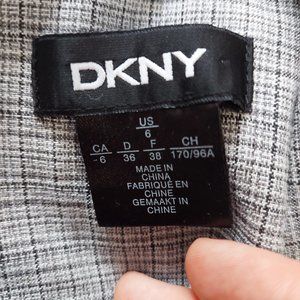 DKNY
US
6
CA D F CH
6 36 38 170/96A
MADE IN
CHINA
FABRIQUÉ EN
CHINE
GEMAAKT IN
CHINE